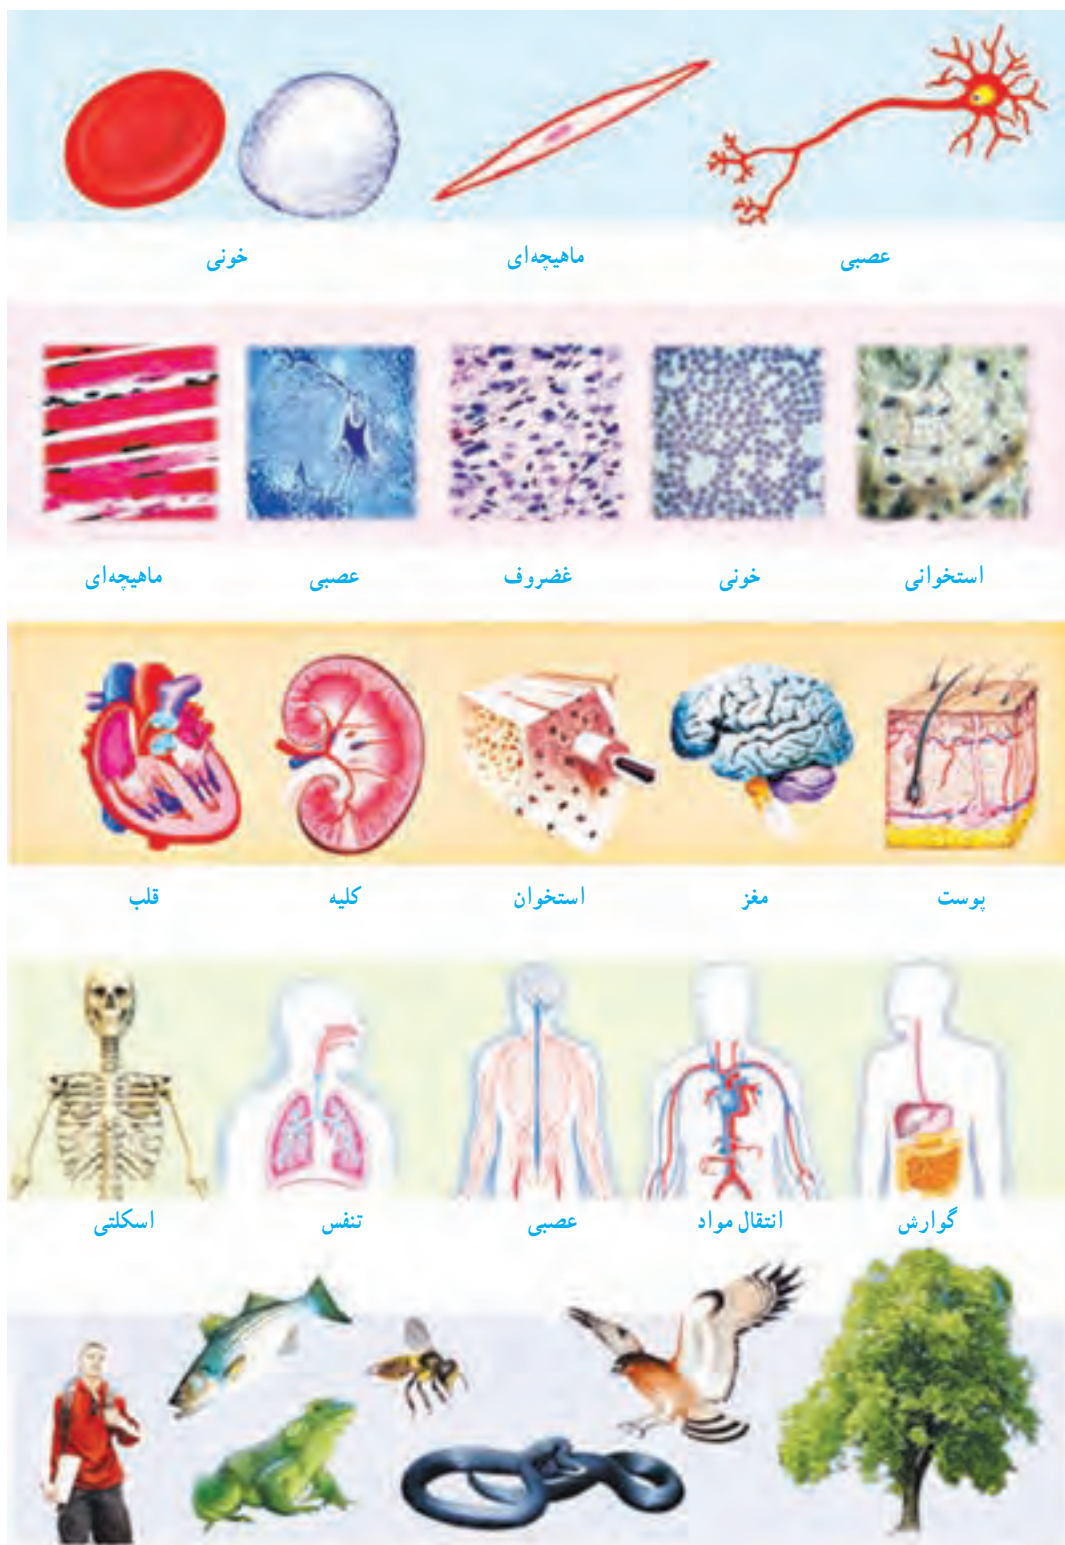 عصبی ماهیچه‌ای خونی
استخوانی خونی غضروف عصبی ماهیچه‌ای
پوست مغز استخوان کلیه قلب
گوارش انتقال مواد عصبی تنفس اسکلتی